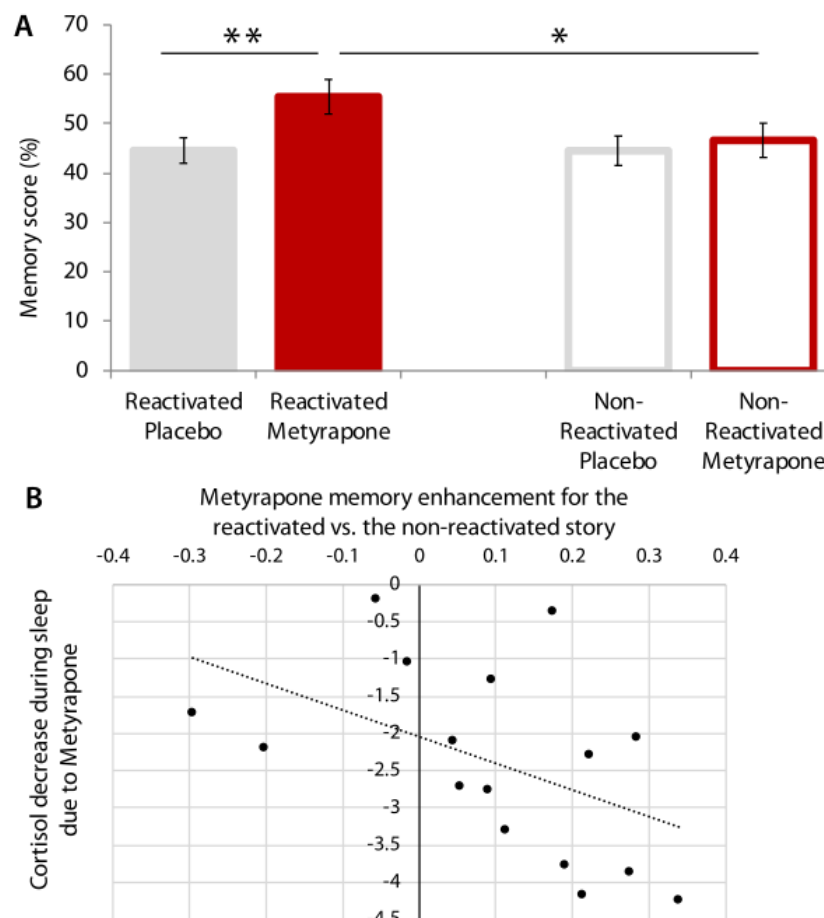 A
70
60
50
40
30
20
10
0
Memory score (%)
**
*
Reactivated
Placebo
Reactivated
Metyrapone
Non-
Reactivated
Placebo
Non-
Reactivated
Metyrapone
B
Metyrapone memory enhancement for the
reactivated vs. the non-reactivated story
-0.4 -0.3 -0.2 -0.1 0 0.1 0.2 0.3 0.4
0
-0.5
-1
-1.5
-2
-2.5
-3
-3.5
-4
-4.5
Cortisol decrease during sleep
due to Metyrapone